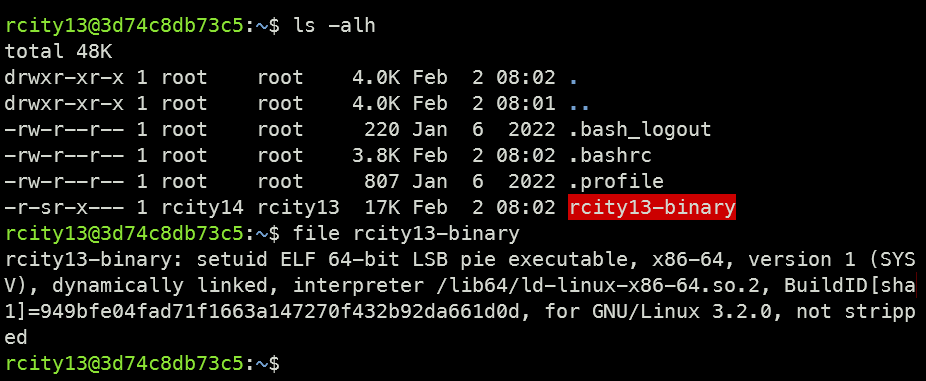 rcity13@3d74c8db73c5:~$ ls -alh
total 48K
drwxr-xr-x 1 root    root    4.0K Feb  2 08:02 .
drwxr-xr-x 1 root    root    4.0K Feb  2 08:01 ..
-rw-r--r-- 1 root    root     220 Jan  6  2022 .bash_logout
-rw-r--r-- 1 root    root    3.8K Feb  2 08:02 .bashrc
-rw-r--r-- 1 root    root     807 Jan  6  2022 .profile
-r-sr-x--- 1 rcity14 rcity13  17K Feb  2 08:02 rcity13-binary
rcity13@3d74c8db73c5:~$ file rcity13-binary
rcity13-binary: setuid ELF 64-bit LSB pie executable, x86-64, version 1 (SYS
V), dynamically linked, interpreter /lib64/ld-linux-x86-64.so.2, BuildID[sha
1]=949bfe04fad71f1663a147270f432b92da661d0d, for GNU/Linux 3.2.0, not stripp
ed
rcity13@3d74c8db73c5:~$